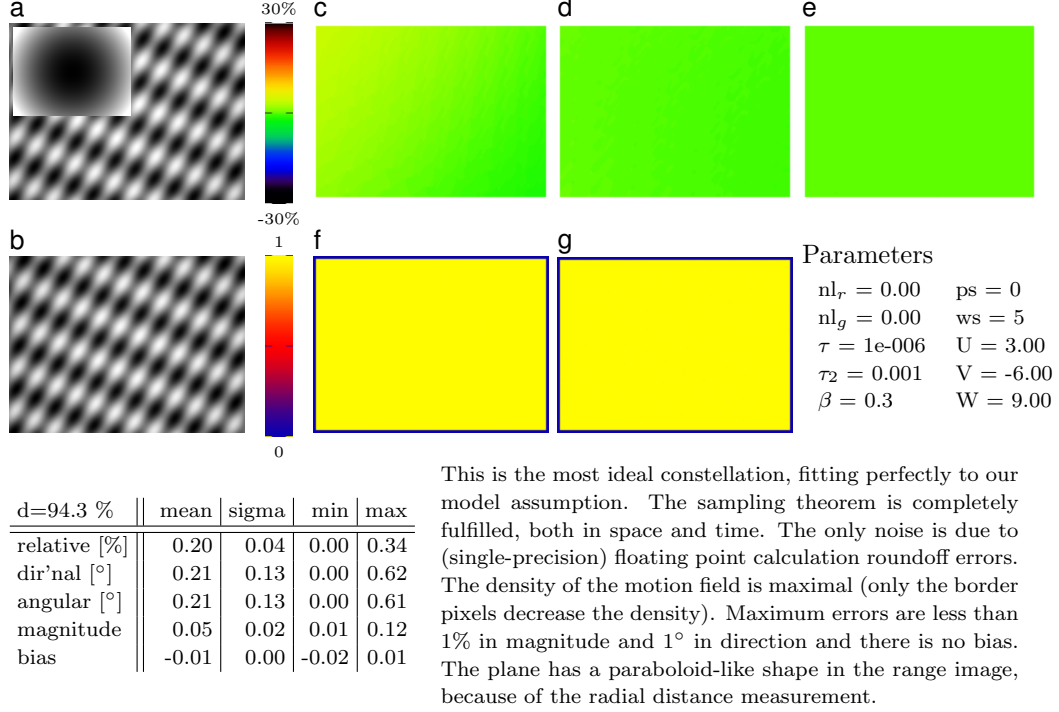 a
30%
c
d
e
-30%
b
1
f
g
0
Parameters
nl_r = 0.00 ps = 0
nl_g = 0.00 ws = 5
τ = 1e-006 U = 3.00
τ_2 = 0.001 V = -6.00
β = 0.3 W = 9.00
d=94.3 % mean sigma min max
relative [%] 0.20 0.04 0.00 0.34
dir'nal [°] 0.21 0.13 0.00 0.62
angular [°] 0.21 0.13 0.00 0.61
magnitude 0.05 0.02 0.01 0.12
bias -0.01 0.00 -0.02 0.01
This is the most ideal constellation, fitting perfectly to our
model assumption. The sampling theorem is completely
fulfilled, both in space and time. The only noise is due to
(single-precision) floating point calculation roundoff errors.
The density of the motion field is maximal (only the border
pixels decrease the density). Maximum errors are less than
1% in magnitude and 1° in direction and there is no bias.
The plane has a paraboloid-like shape in the range image,
because of the radial distance measurement.